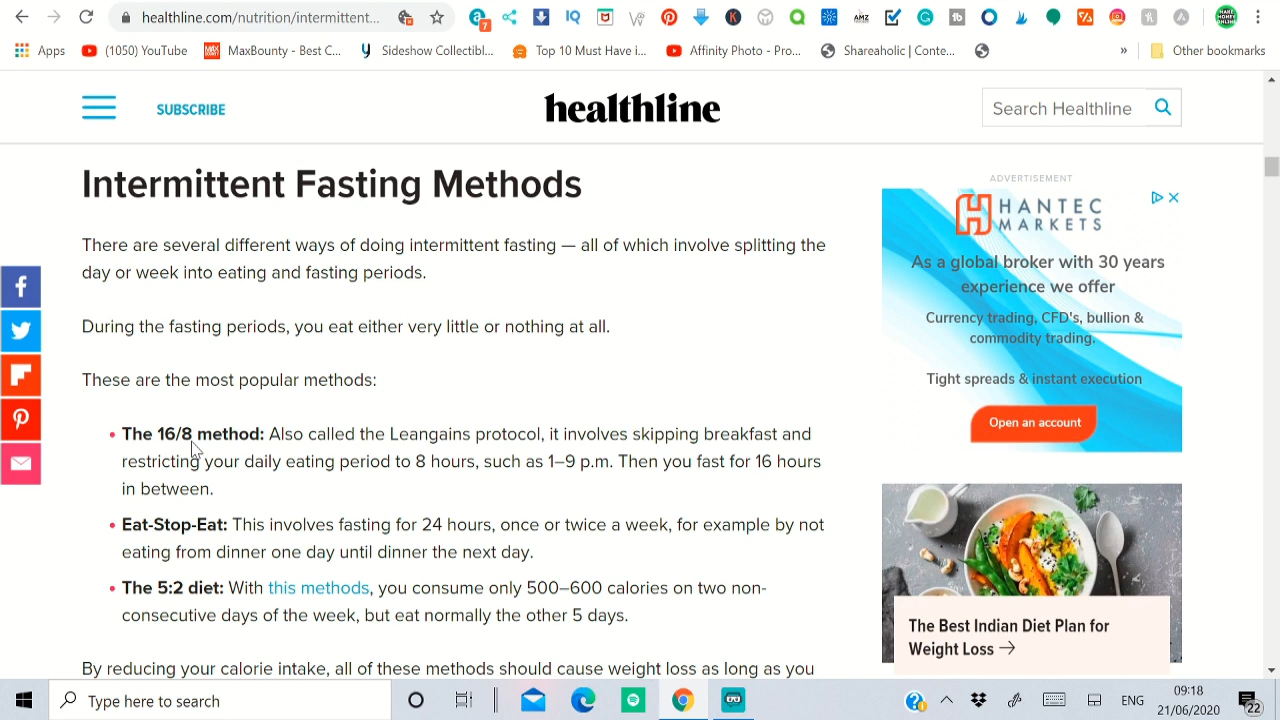 healthline.com/nutrition/intermittent...
7
IQ
AMZ
tb
MAKE MONEY ONLINE
Apps
(1050) YouTube
MaxBounty - Best C...
Sideshow Collectibl...
Top 10 Must Have i...
Affinity Photo - Pro...
Shareaholic | Conte...
»
Other bookmarks
SUBSCRIBE
healthline
Search Healthline
Intermittent Fasting Methods
There are several different ways of doing intermittent fasting — all of which involve splitting the
day or week into eating and fasting periods.
During the fasting periods, you eat either very little or nothing at all.
These are the most popular methods:
• The 16/8 method: Also called the Leangains protocol, it involves skipping breakfast and
restricting your daily eating period to 8 hours, such as 1–9 p.m. Then you fast for 16 hours
in between.
• Eat-Stop-Eat: This involves fasting for 24 hours, once or twice a week, for example by not
eating from dinner one day until dinner the next day.
• The 5:2 diet: With this methods, you consume only 500–600 calories on two non-
consecutive days of the week, but eat normally the other 5 days.
By reducing your calorie intake, all of these methods should cause weight loss as long as you
ADVERTISEMENT
HANTEC
MARKETS
As a global broker with 30 years
experience we offer
Currency trading, CFD's, bullion &
commodity trading.
Tight spreads & instant execution
Open an account
The Best Indian Diet Plan for
Weight Loss →
Type here to search
ENG
09:18
21/06/2020
22